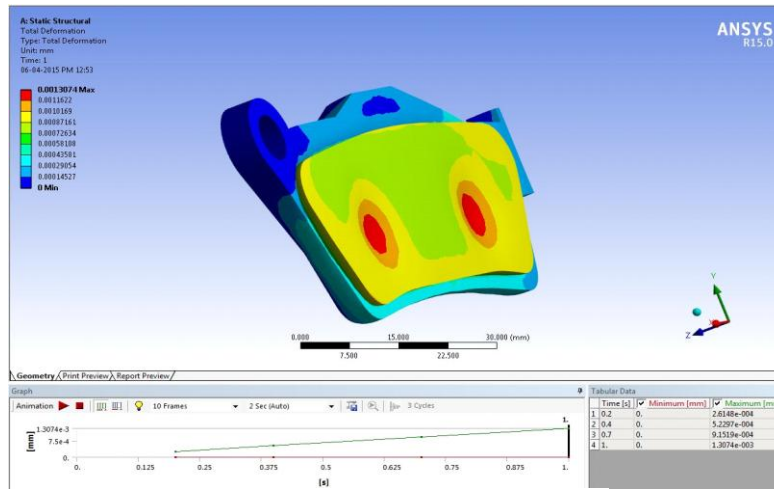 A: Static Structural
Total Deformation
Type: Total Deformation
Unit: mm
Time: 1
06-04-2015 PM 12:53
0.0013074 Max
0.0011622
0.0010169
0.00087161
0.00072634
0.00058108
0.00043581
0.00029054
0.00014527
0 Min
ANSYS
R15.0
0.000 15.000 30.000 (mm)
7.500 22.500
Y
X
Z
Geometry Print Preview Report Preview
Graph
Animation 10 Frames 2 Sec (Auto) 3 Cycles
1.
1.3074e-3
[mm]
7.5e-4
0.
0. 0.125 0.25 0.375 0.5 0.625 0.75 0.875 1.
[s]
Tabular Data
Time [s] Minimum [mm] Maximum [m
1 0.2 0. 2.6148e-004
2 0.4 0. 5.2297e-004
3 0.7 0. 9.1519e-004
4 1. 0. 1.3074e-003